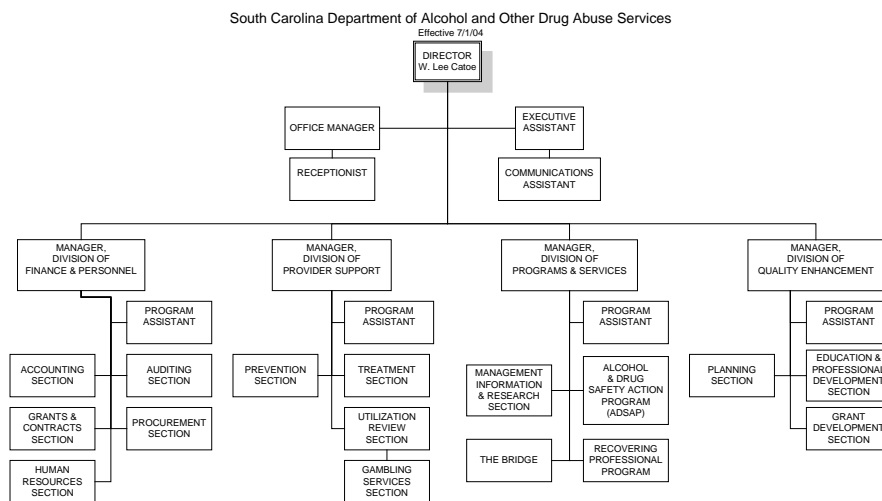 South Carolina Department of Alcohol and Other Drug Abuse Services
Effective 7/1/04
DIRECTOR
W. Lee Catoe
OFFICE MANAGER
EXECUTIVE
ASSISTANT
RECEPTIONIST
COMMUNICATIONS
ASSISTANT
MANAGER,
DIVISION OF
FINANCE & PERSONNEL
PROGRAM
ASSISTANT
ACCOUNTING
SECTION
AUDITING
SECTION
GRANTS &
CONTRACTS
SECTION
PROCUREMENT
SECTION
HUMAN
RESOURCES
SECTION
MANAGER,
DIVISION OF
PROVIDER SUPPORT
PROGRAM
ASSISTANT
PREVENTION
SECTION
TREATMENT
SECTION
UTILIZATION
REVIEW
SECTION
GAMBLING
SERVICES
SECTION
MANAGER,
DIVISION OF
PROGRAMS & SERVICES
PROGRAM
ASSISTANT
MANAGEMENT
INFORMATION
& RESEARCH
SECTION
ALCOHOL
& DRUG
SAFETY ACTION
PROGRAM
(ADSAP)
THE BRIDGE
RECOVERING
PROFESSIONAL
PROGRAM
MANAGER,
DIVISION OF
QUALITY ENHANCEMENT
PROGRAM
ASSISTANT
PLANNING
SECTION
EDUCATION &
PROFESSIONAL
DEVELOPMENT
SECTION
GRANT
DEVELOPMENT
SECTION